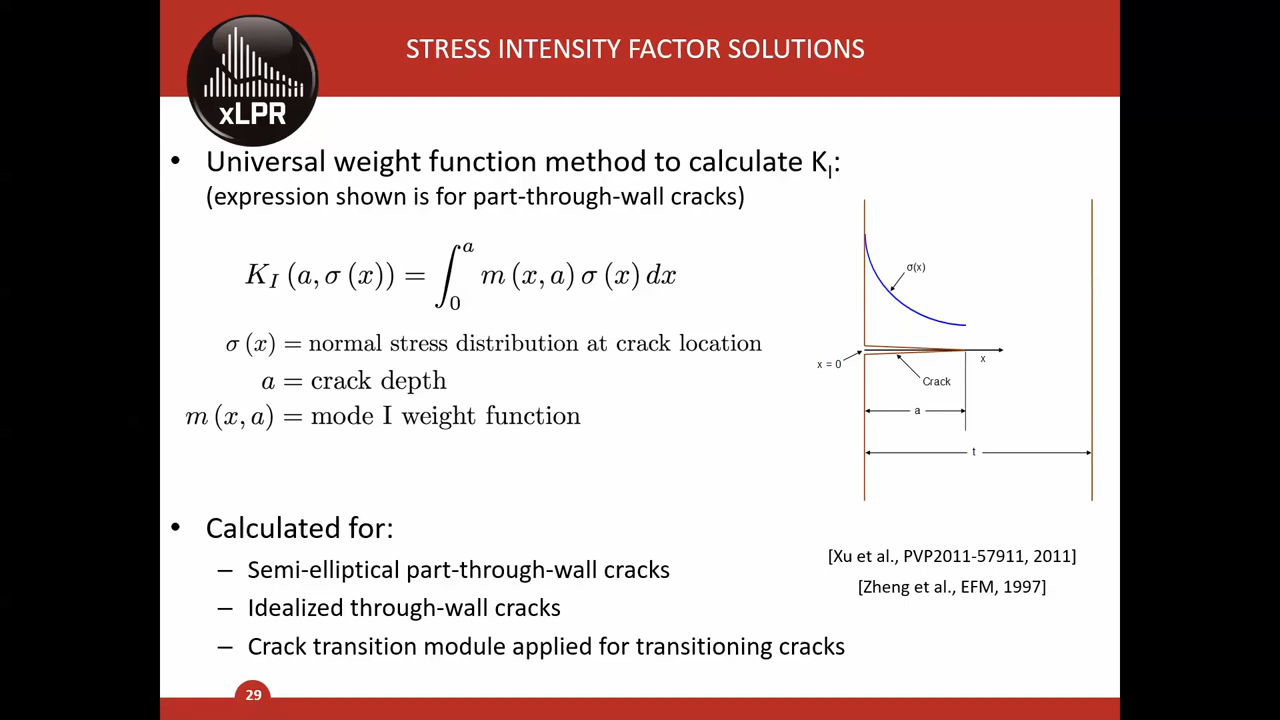 xLPR
STRESS INTENSITY FACTOR SOLUTIONS
• Universal weight function method to calculate K_I:
(expression shown is for part-through-wall cracks)
K_I (a, σ (x)) = ∫_0^a m (x, a) σ (x) dx
σ (x) = normal stress distribution at crack location
a = crack depth
m (x, a) = mode I weight function
σ(x)
x = 0
x
Crack
a
t
• Calculated for:
– Semi-elliptical part-through-wall cracks
– Idealized through-wall cracks
– Crack transition module applied for transitioning cracks
[Xu et al., PVP2011-57911, 2011]
[Zheng et al., EFM, 1997]
29